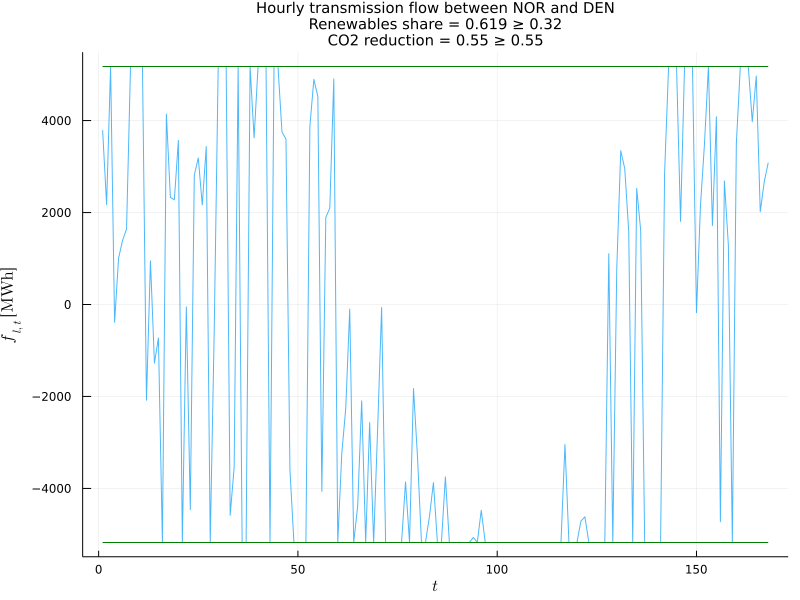 Hourly transmission flow between NOR and DEN
Renewables share = 0.619 ≥ 0.32
CO2 reduction = 0.55 ≥ 0.55
4000
2000
0
−2000
−4000
f l,t [MWh]
0
50
100
150
t